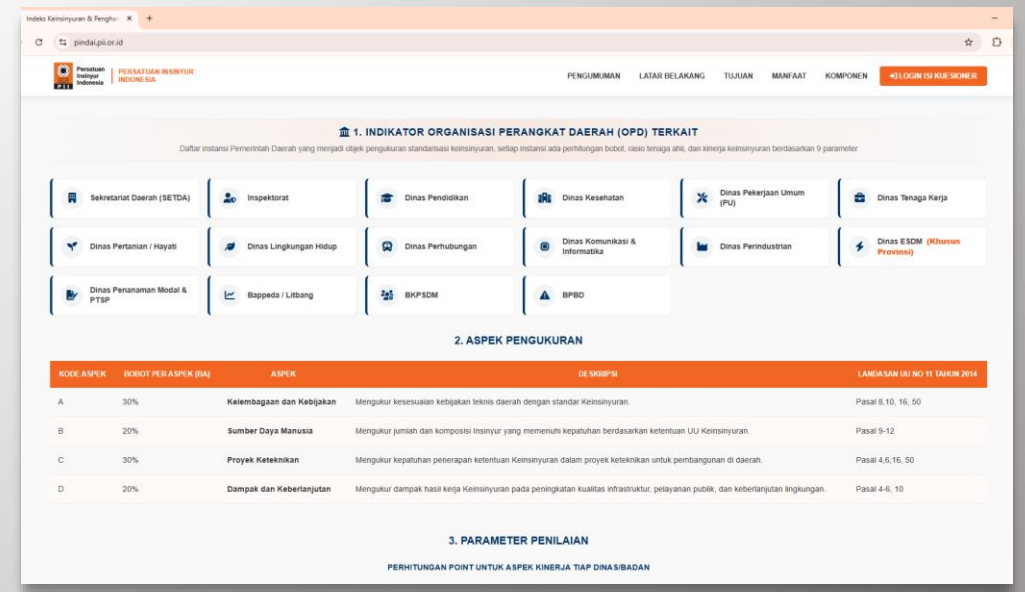 Indeks Keinsinyuran & Penghar
pindai.pii.or.id
Persatuan
Insinyur
Indonesia
PII
PERSATUAN INSINYUR
INDONESIA
PENGUMUMAN LATAR BELAKANG TUJUAN MANFAAT KOMPONEN LOGIN ISI KUESIONER
1. INDIKATOR ORGANISASI PERANGKAT DAERAH (OPD) TERKAIT
Daftar instansi Pemerintah Daerah yang menjadi objek pengukuran standarisasi keinsinyuran, setiap instansi ada perhitungan bobot, rasio tenaga ahli, dan kinerja keinsinyuran berdasarkan 9 parameter
Sekretariat Daerah (SETDA)
Inspektorat
Dinas Pendidikan
Dinas Kesehatan
Dinas Pekerjaan Umum
(PU)
Dinas Tenaga Kerja
Dinas Pertanian / Hayati
Dinas Lingkungan Hidup
Dinas Perhubungan
Dinas Komunikasi &
Informatika
Dinas Perindustrian
Dinas ESDM (Khusus
Provinsi)
Dinas Penanaman Modal &
PTSP
Bappeda / Litbang
BKPSDM
BPBD
2. ASPEK PENGUKURAN
KODE ASPEK BOBOT PER ASPEK (BA) ASPEK DESKRIPSI LANDASAN UU NO 11 TAHUN 2014
A 30% Kelembagaan dan Kebijakan Mengukur kesesuaian kebijakan teknis daerah dengan standar Keinsinyuran. Pasal 8,10, 16, 50
B 20% Sumber Daya Manusia Mengukur jumlah dan komposisi Insinyur yang memenuhi kepatuhan berdasarkan ketentuan UU Keinsinyuran. Pasal 9-12
C 30% Proyek Keteknikan Mengukur kepatuhan penerapan ketentuan Keinsinyuran dalam proyek keteknikan untuk pembangunan di daerah. Pasal 4,6,16, 50
D 20% Dampak dan Keberlanjutan Mengukur dampak hasil kerja Keinsinyuran pada peningkatan kualitas infrastruktur, pelayanan publik, dan keberlanjutan lingkungan. Pasal 4-6, 10
3. PARAMETER PENILAIAN
PERHITUNGAN POINT UNTUK ASPEK KINERJA TIAP DINAS/BADAN